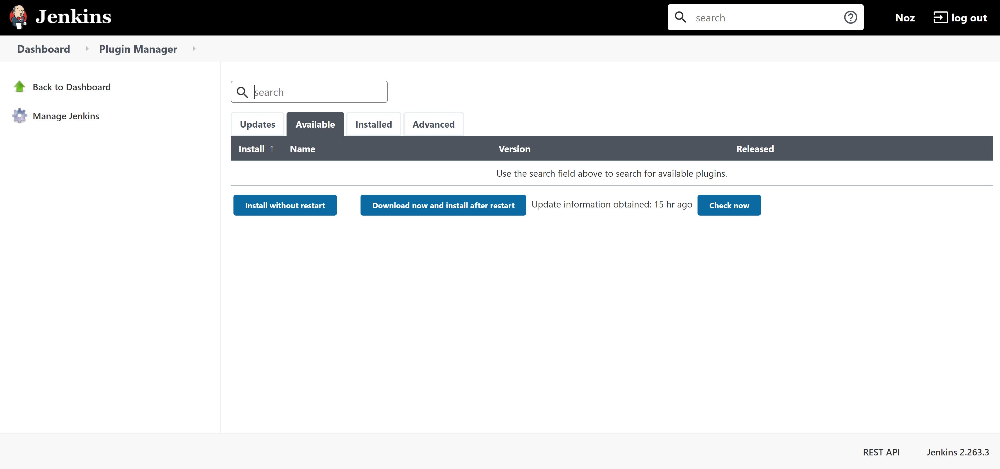 Jenkins
search
Noz
log out
Dashboard
Plugin Manager
Back to Dashboard
Manage Jenkins
search
Updates
Available
Installed
Advanced
Install ↑
Name
Version
Released
Use the search field above to search for available plugins.
Install without restart
Download now and install after restart
Update information obtained: 15 hr ago
Check now
REST API
Jenkins 2.263.3